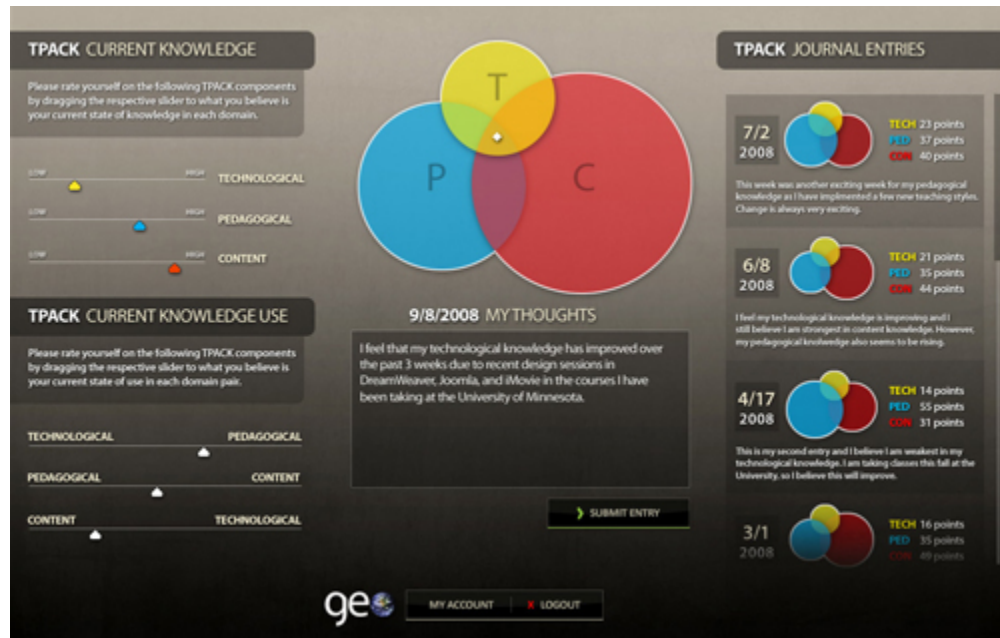 TPACK CURRENT KNOWLEDGE
Please rate yourself on the following TPACK components
by dragging the respective slider to what you believe is
your current state of knowledge in each domain.
LOW HIGH TECHNOLOGICAL
LOW HIGH PEDAGOGICAL
LOW HIGH CONTENT
TPACK CURRENT KNOWLEDGE USE
Please rate yourself on the following TPACK components
by dragging the respective slider to what you believe is
your current state of use in each domain pair.
TECHNOLOGICAL PEDAGOGICAL
PEDAGOGICAL CONTENT
CONTENT TECHNOLOGICAL
T
P C
9/8/2008 MY THOUGHTS
I feel that my technological knowledge has improved over
the past 3 weeks due to recent design sessions in
DreamWeaver, Joomla, and iMovie in the courses I have
been taking at the University of Minnesota.
SUBMIT ENTRY
geo
MY ACCOUNT X LOGOUT
TPACK JOURNAL ENTRIES
7/2
2008
TECH 23 points
PED 37 points
CON 40 points
This week was another exciting week for my pedagogical
knowledge as I have implmented a few new teaching styles.
Change is always very exciting.
6/8
2008
TECH 21 points
PED 35 points
CON 44 points
I feel my technological knowledge is improving and I
still believe I am strongest in content knowledge. However,
my pedagogical knolwedge also seems to be rising.
4/17
2008
TECH 14 points
PED 55 points
CON 31 points
This is my second entry and I believe I am weakest in my
technological knowledge. I am taking classes this fall at the
University, so I believe this will improve.
3/1
2008
TECH 16 points
PED 35 points
CON 49 points